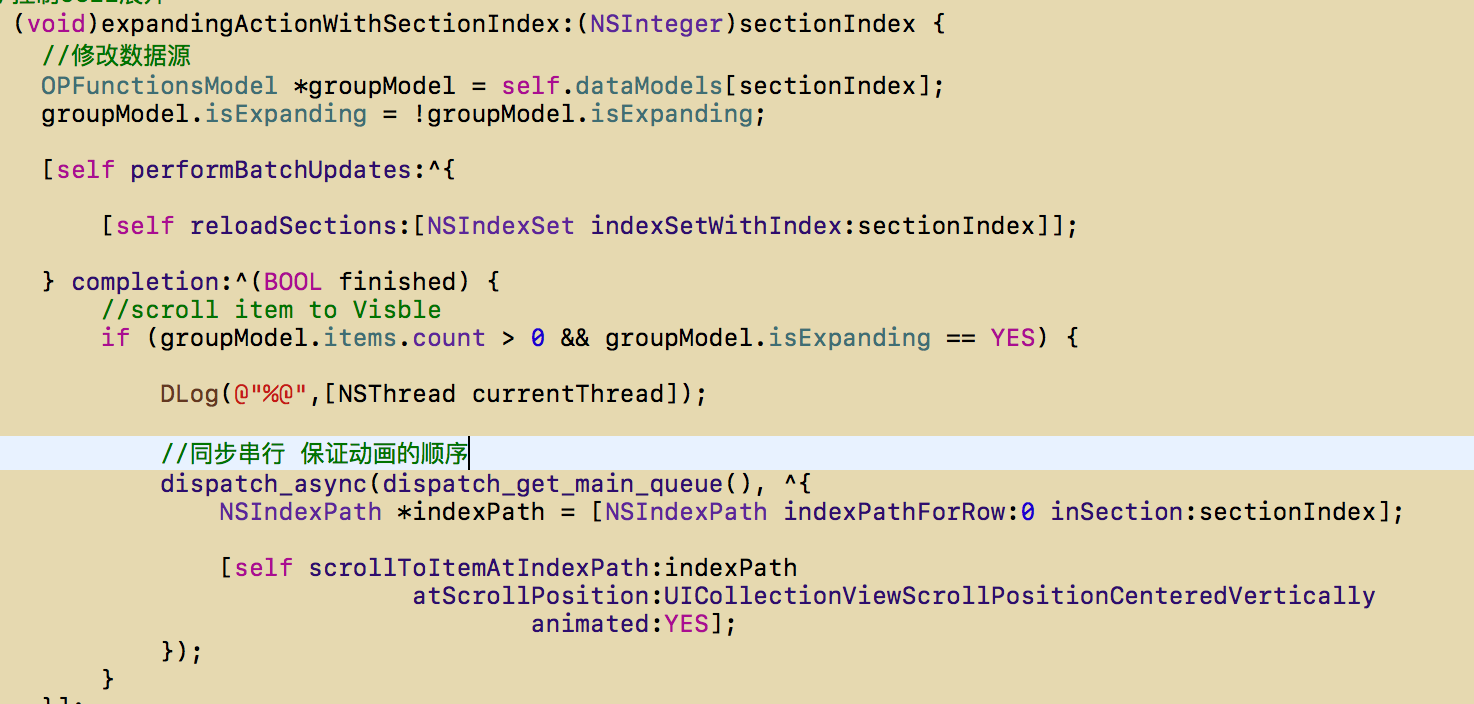 (void)expandingActionWithSectionIndex:(NSInteger)sectionIndex {
//修改数据源
OPFunctionsModel *groupModel = self.dataModels[sectionIndex];
groupModel.isExpanding = !groupModel.isExpanding;
[self performBatchUpdates:^{
[self reloadSections:[NSIndexSet indexSetWithIndex:sectionIndex]];
} completion:^(BOOL finished) {
//scroll item to Visble
if (groupModel.items.count > 0 && groupModel.isExpanding == YES) {
DLog(@"%@",[NSThread currentThread]);
//同步串行 保证动画的顺序
dispatch_async(dispatch_get_main_queue(), ^{
NSIndexPath *indexPath = [NSIndexPath indexPathForRow:0 inSection:sectionIndex];
[self scrollToItemAtIndexPath:indexPath
atScrollPosition:UICollectionViewScrollPositionCenteredVertically
animated:YES];
});
}